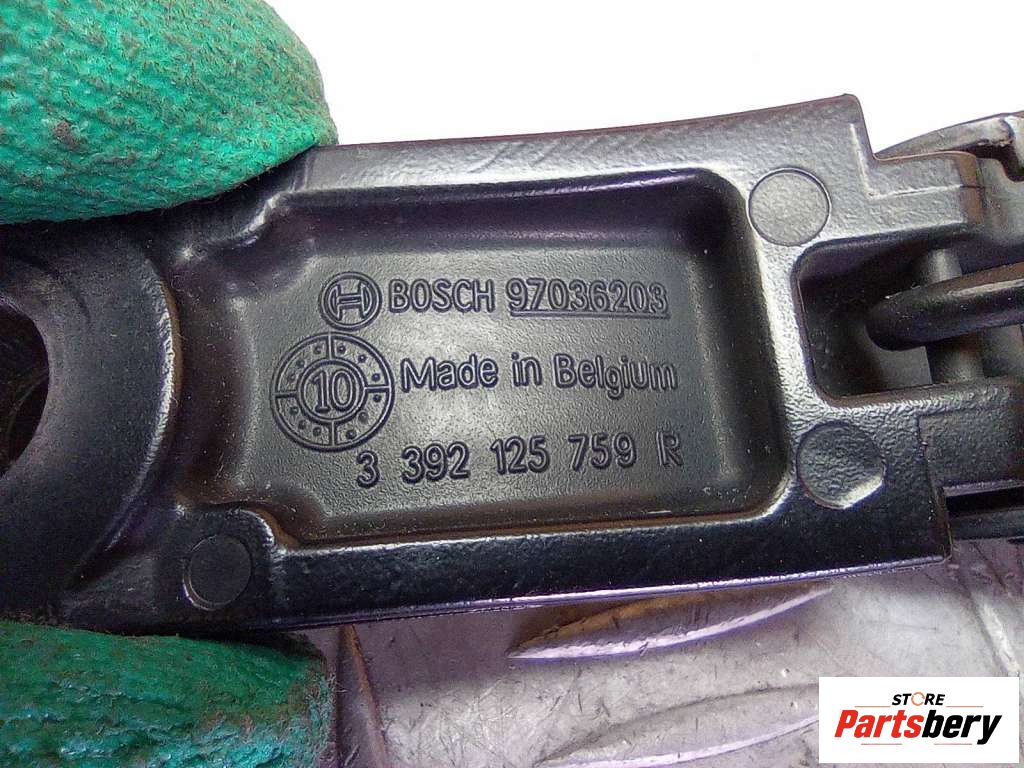 BOSCH 97036203
10 Made in Belgium
3 392 125 759 R
STORE
Partsbery